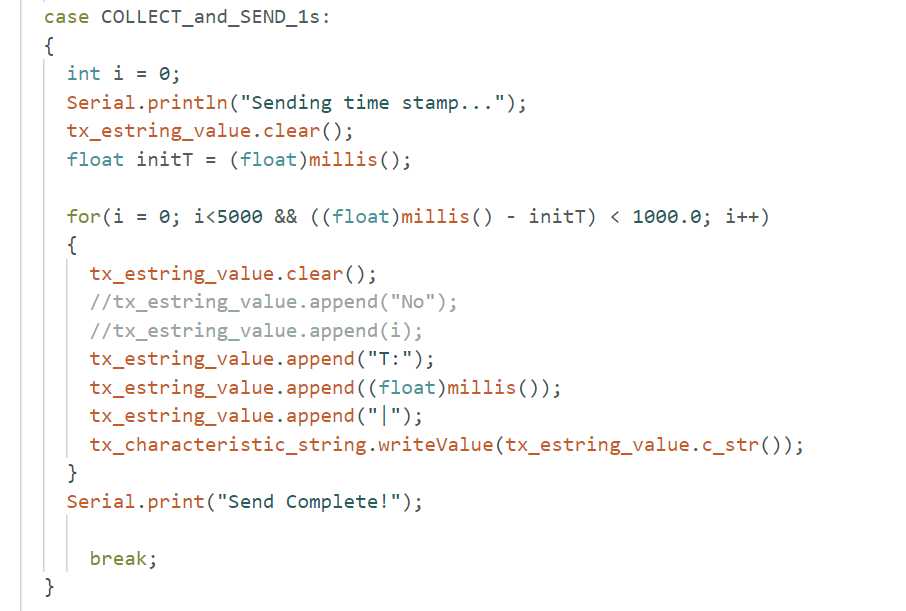 case COLLECT_and_SEND_1s:
{
int i = 0;
Serial.println("Sending time stamp...");
tx_estring_value.clear();
float initT = (float)millis();
for(i = 0; i<5000 && ((float)millis() - initT) < 1000.0; i++)
{
tx_estring_value.clear();
//tx_estring_value.append("No");
//tx_estring_value.append(i);
tx_estring_value.append("T:");
tx_estring_value.append((float)millis());
tx_estring_value.append("|");
tx_characteristic_string.writeValue(tx_estring_value.c_str());
}
Serial.print("Send Complete!");
break;
}